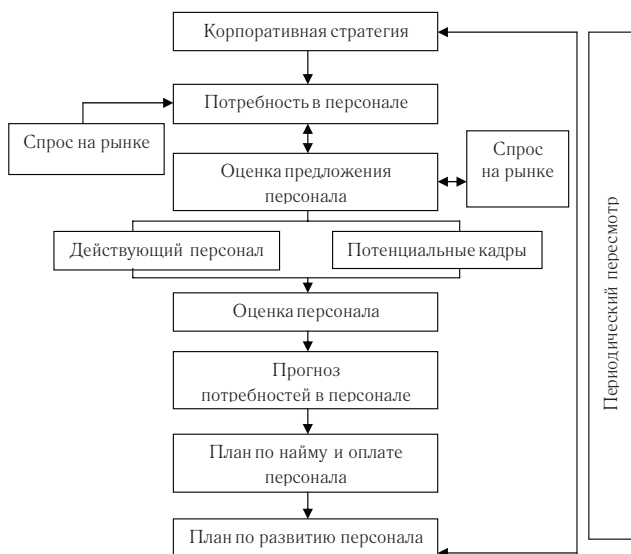 Корпоративная стратегия
Потребность в персонале
Спрос на рынке
Оценка предложения
персонала
Спрос
на рынке
Действующий персонал
Потенциальные кадры
Оценка персонала
Прогноз
потребностей в персонале
План по найму и оплате
персонала
План по развитию персонала
Периодический пересмотр